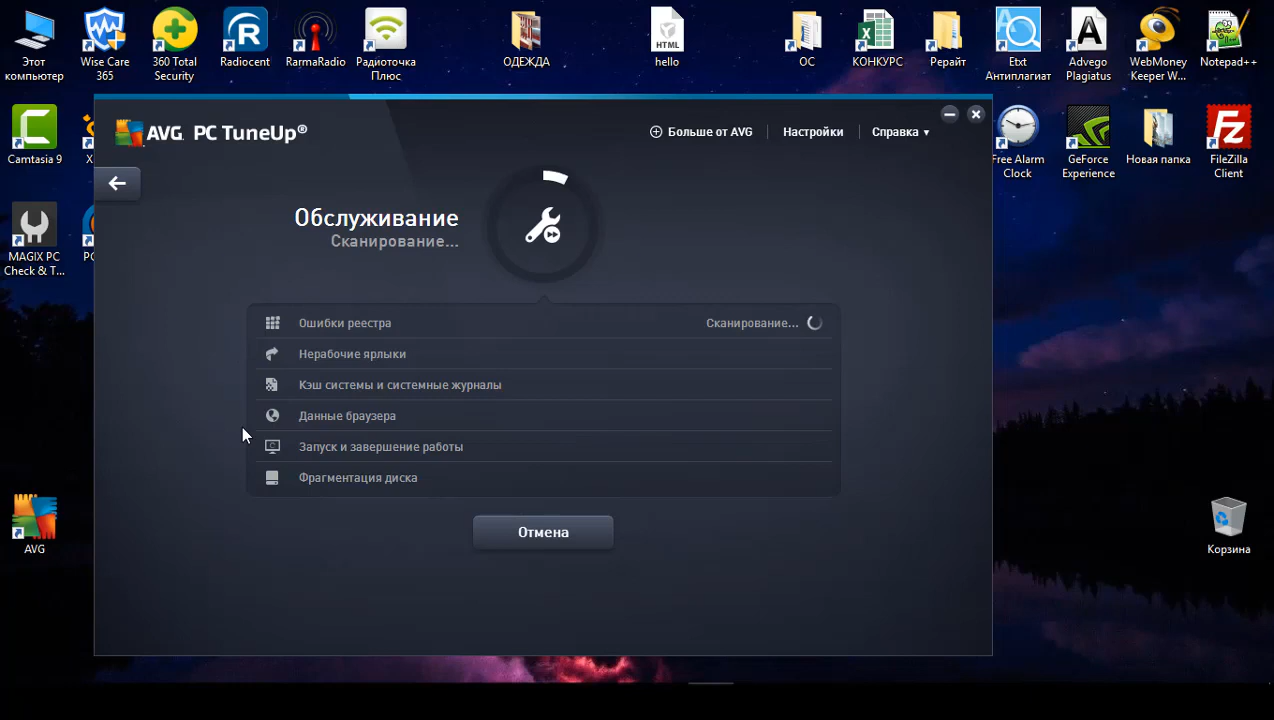 Этот
компьютер
Wise Care
365
360 Total
Security
Radiocent
RarmaRadio
Радиоточка
Плюс
ОДЕЖДА
HTML
hello
ОС
КОНКУРС
Рерайт
Etxt
Антиплагиат
Advego
Plagiatus
WebMoney
Keeper W...
Notepad++
Camtasia 9
X
Free Alarm
Clock
GeForce
Experience
Новая папка
FileZilla
Client
MAGIX PC
Check & T...
PC
AVG
Корзина
AVG PC TuneUp®
Больше от AVG
Настройки
Справка
Обслуживание
Сканирование...
Ошибки реестра
Сканирование...
Нерабочие ярлыки
Кэш системы и системные журналы
Данные браузера
Запуск и завершение работы
Фрагментация диска
Отмена